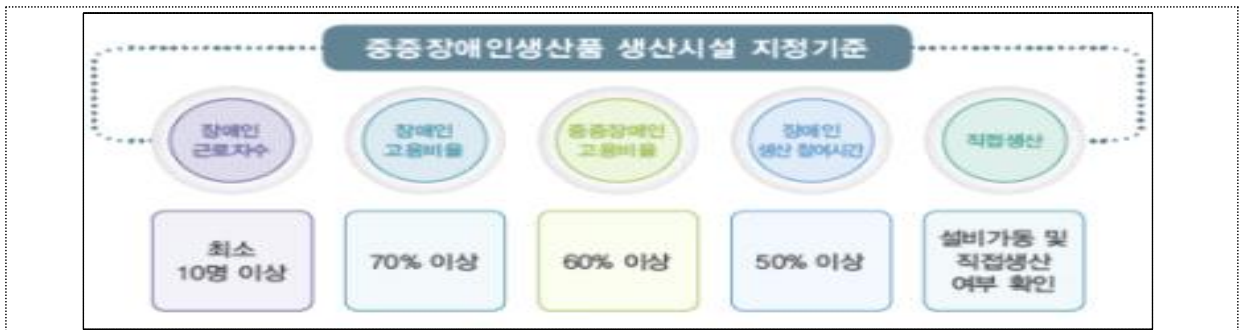 중증장애인생산품 생산시설 지정기준
장애인
근로자수
장애인
고용비율
중증장애인
고용비율
장애인
생산 참여시간
직접생산
최소
10명 이상
70% 이상
60% 이상
50% 이상
설비가동 및
직접생산
여부 확인